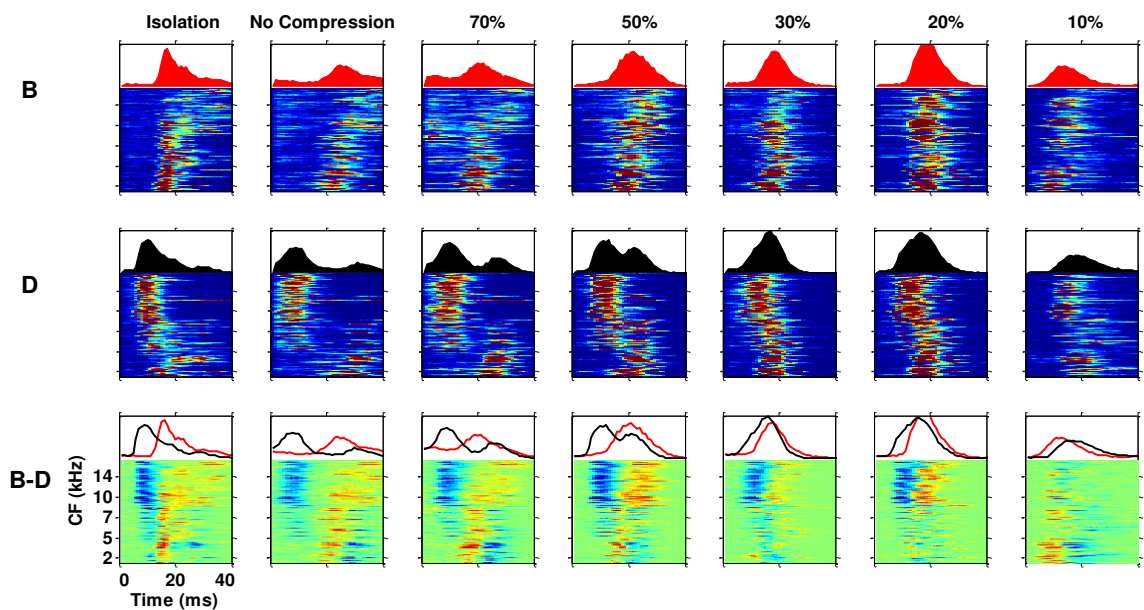 Isolation No Compression 70% 50% 30% 20% 10%
B
D
B-D
CF (kHz)
14
10
7
5
2
0 20 40
Time (ms)